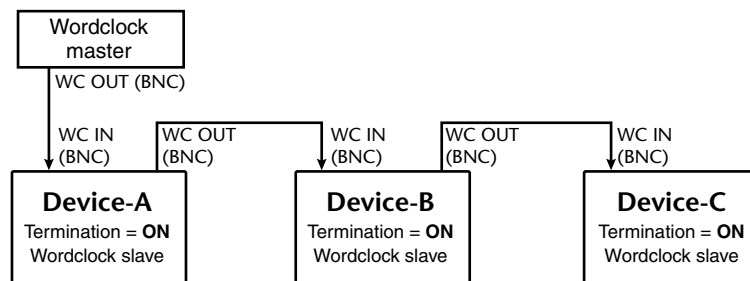 Wordclock
master
WC OUT (BNC)
WC IN
(BNC)
WC OUT
(BNC)
WC IN
(BNC)
WC OUT
(BNC)
WC IN
(BNC)
Device-A
Termination = ON
Wordclock slave
Device-B
Termination = ON
Wordclock slave
Device-C
Termination = ON
Wordclock slave